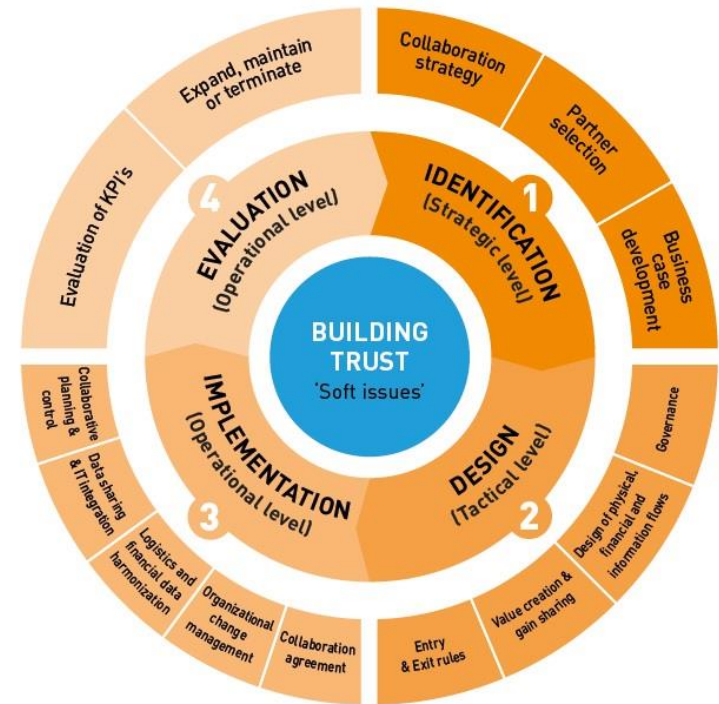 BUILDING
TRUST
'Soft issues'
1
IDENTIFICATION
(Strategic level)
Collaboration
strategy
Partner
selection
Business
case
development
2
DESIGN
(Tactical level)
Governance
Design of physical,
financial and
information flows
Value creation &
gain sharing
Entry
& Exit rules
3
IMPLEMENTATION
(Operational level)
Collaboration
agreement
Organizational
change
management
Logistics and
financial data
harmonization
Data sharing
& IT integration
Collaborative
planning &
control
4
EVALUATION
(Operational level)
Evaluation of KPI's
Expand, maintain
or terminate